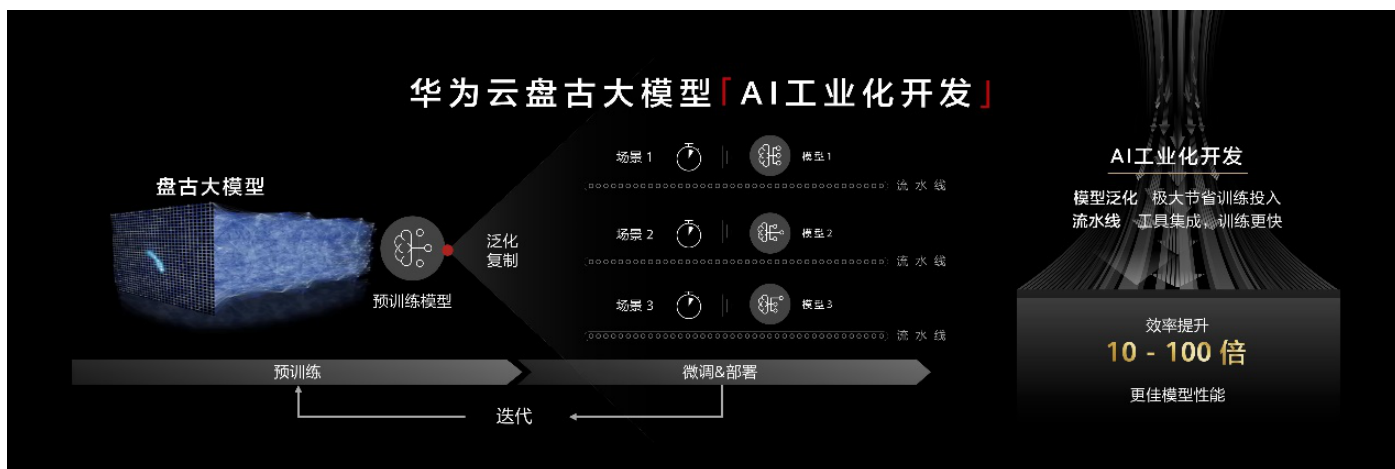 华为云盘古大模型「AI工业化开发」
盘古大模型
预训练模型
泛化
复制
场景 1
模型1
流水线
场景 2
模型2
流水线
场景 3
模型3
流水线
预训练
微调&部署
迭代
AI工业化开发
模型泛化 极大节省训练投入
流水线 工具集成，训练更快
效率提升
10 - 100 倍
更佳模型性能